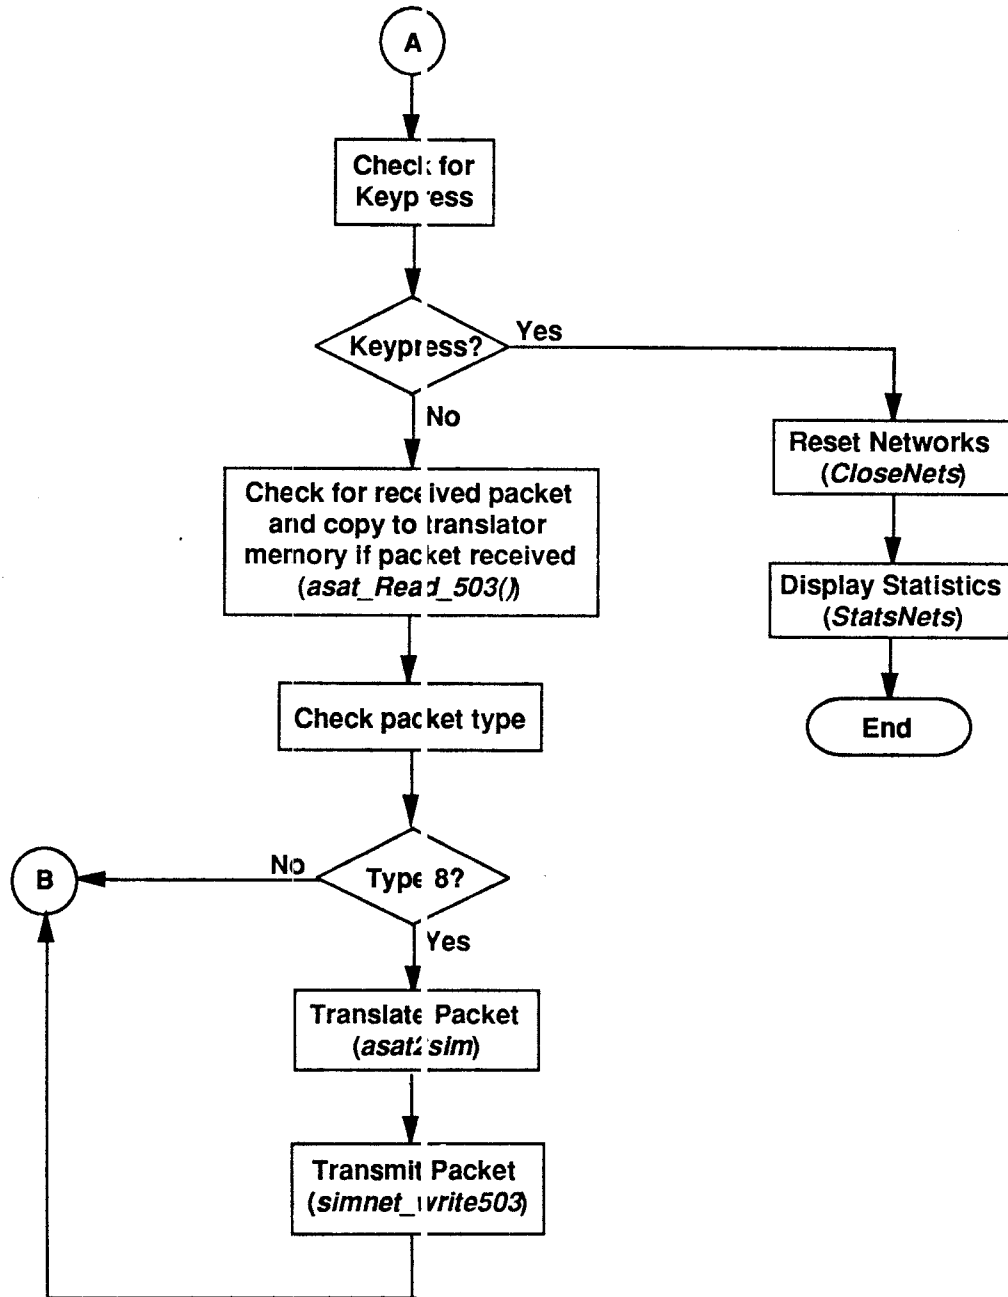 A
Check for
Keypress
Keypress?
Yes
No
Reset Networks
(CloseNets)
Check for received packet
and copy to translator
memory if packet received
(asat_Read_503())
Display Statistics
(StatsNets)
Check packet type
End
B
No
Type 8?
Yes
Translate Packet
(asat2sim)
Transmit Packet
(simnet_write503)